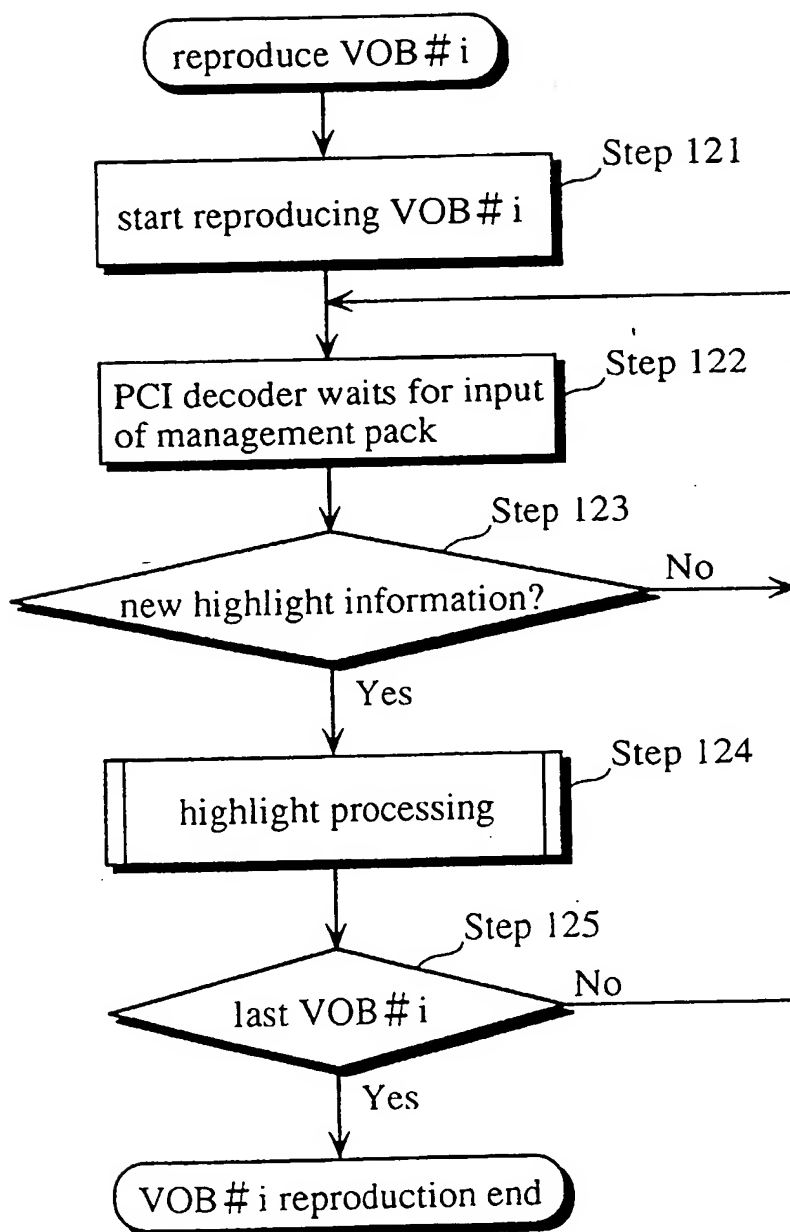 reproduce VOB # i
Step 121
start reproducing VOB # i
Step 122
PCI decoder waits for input
of management pack
Step 123
new highlight information?
No
Yes
Step 124
highlight processing
Step 125
last VOB # i
No
Yes
VOB # i reproduction end